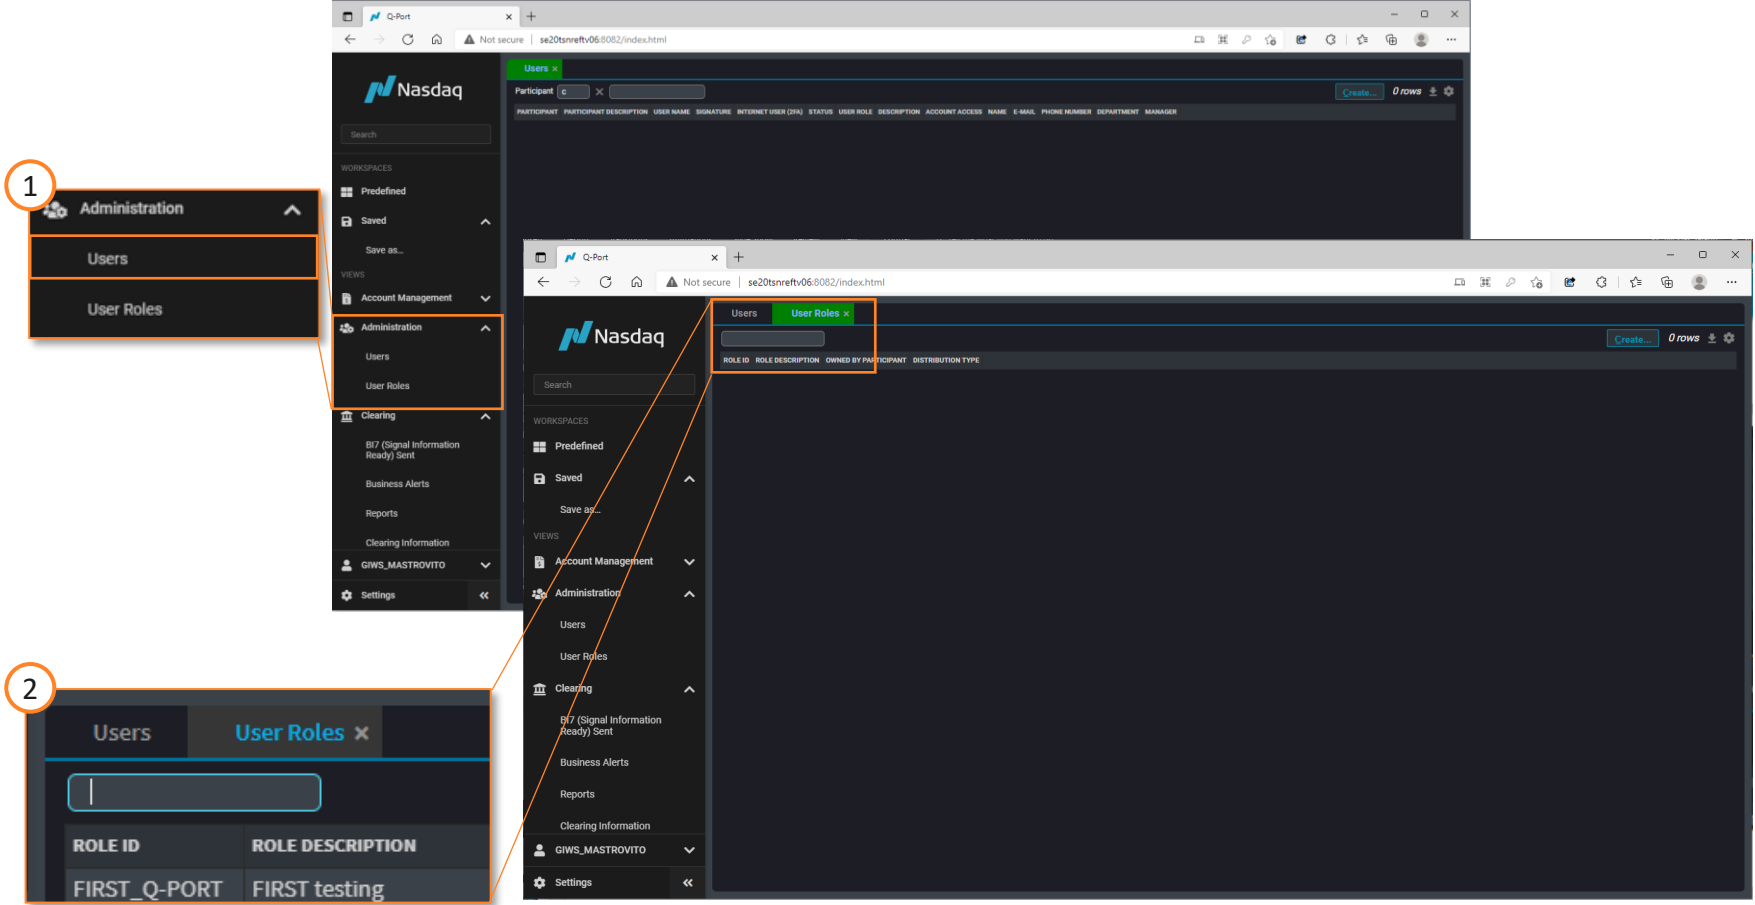 Q-Port
Not secure | se20tsnreftv06:8082/index.html
Nasdaq
Users ×
Participant c ×
Create... 0 rows
PARTICIPANT PARTICIPANT DESCRIPTION USER NAME SIGNATURE INTERNET USER (2FA) STATUS USER ROLE DESCRIPTION ACCOUNT ACCESS NAME E-MAIL PHONE NUMBER DEPARTMENT MANAGER
Search
WORKSPACES
Predefined
Saved
Save as...
VIEWS
Account Management
Administration
Users
User Roles
Clearing
BI7 (Signal Information
Ready) Sent
Business Alerts
Reports
Clearing Information
GIWS_MASTROVITO
Settings
1
Administration
Users
User Roles
Q-Port
Not secure | se20tsnreftv06:8082/index.html
Nasdaq
Users User Roles ×
Create... 0 rows
ROLE ID ROLE DESCRIPTION OWNED BY PARTICIPANT DISTRIBUTION TYPE
Search
WORKSPACES
Predefined
Saved
Save as...
VIEWS
Account Management
Administration
Users
User Roles
Clearing
BI7 (Signal Information
Ready) Sent
Business Alerts
Reports
Clearing Information
GIWS_MASTROVITO
Settings
2
Users User Roles ×
ROLE ID ROLE DESCRIPTION
FIRST_Q-PORT FIRST testing